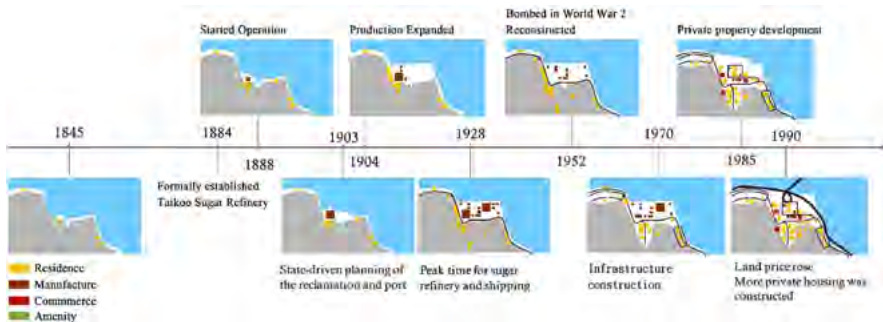 Started Operation
Production Expanded
Bombed in World War 2
Reconstructed
Private property development
1845
1884
1888
1903
1904
1928
1952
1970
1985
1990
Formally established
Taikoo Sugar Refinery
Residence
Manufacture
Commmerce
Amenity
State-driven planning of
the reclamation and port
Peak time for sugar
refinery and shipping
Infrastructure
construction
Land price rose
More private housing was
constructed